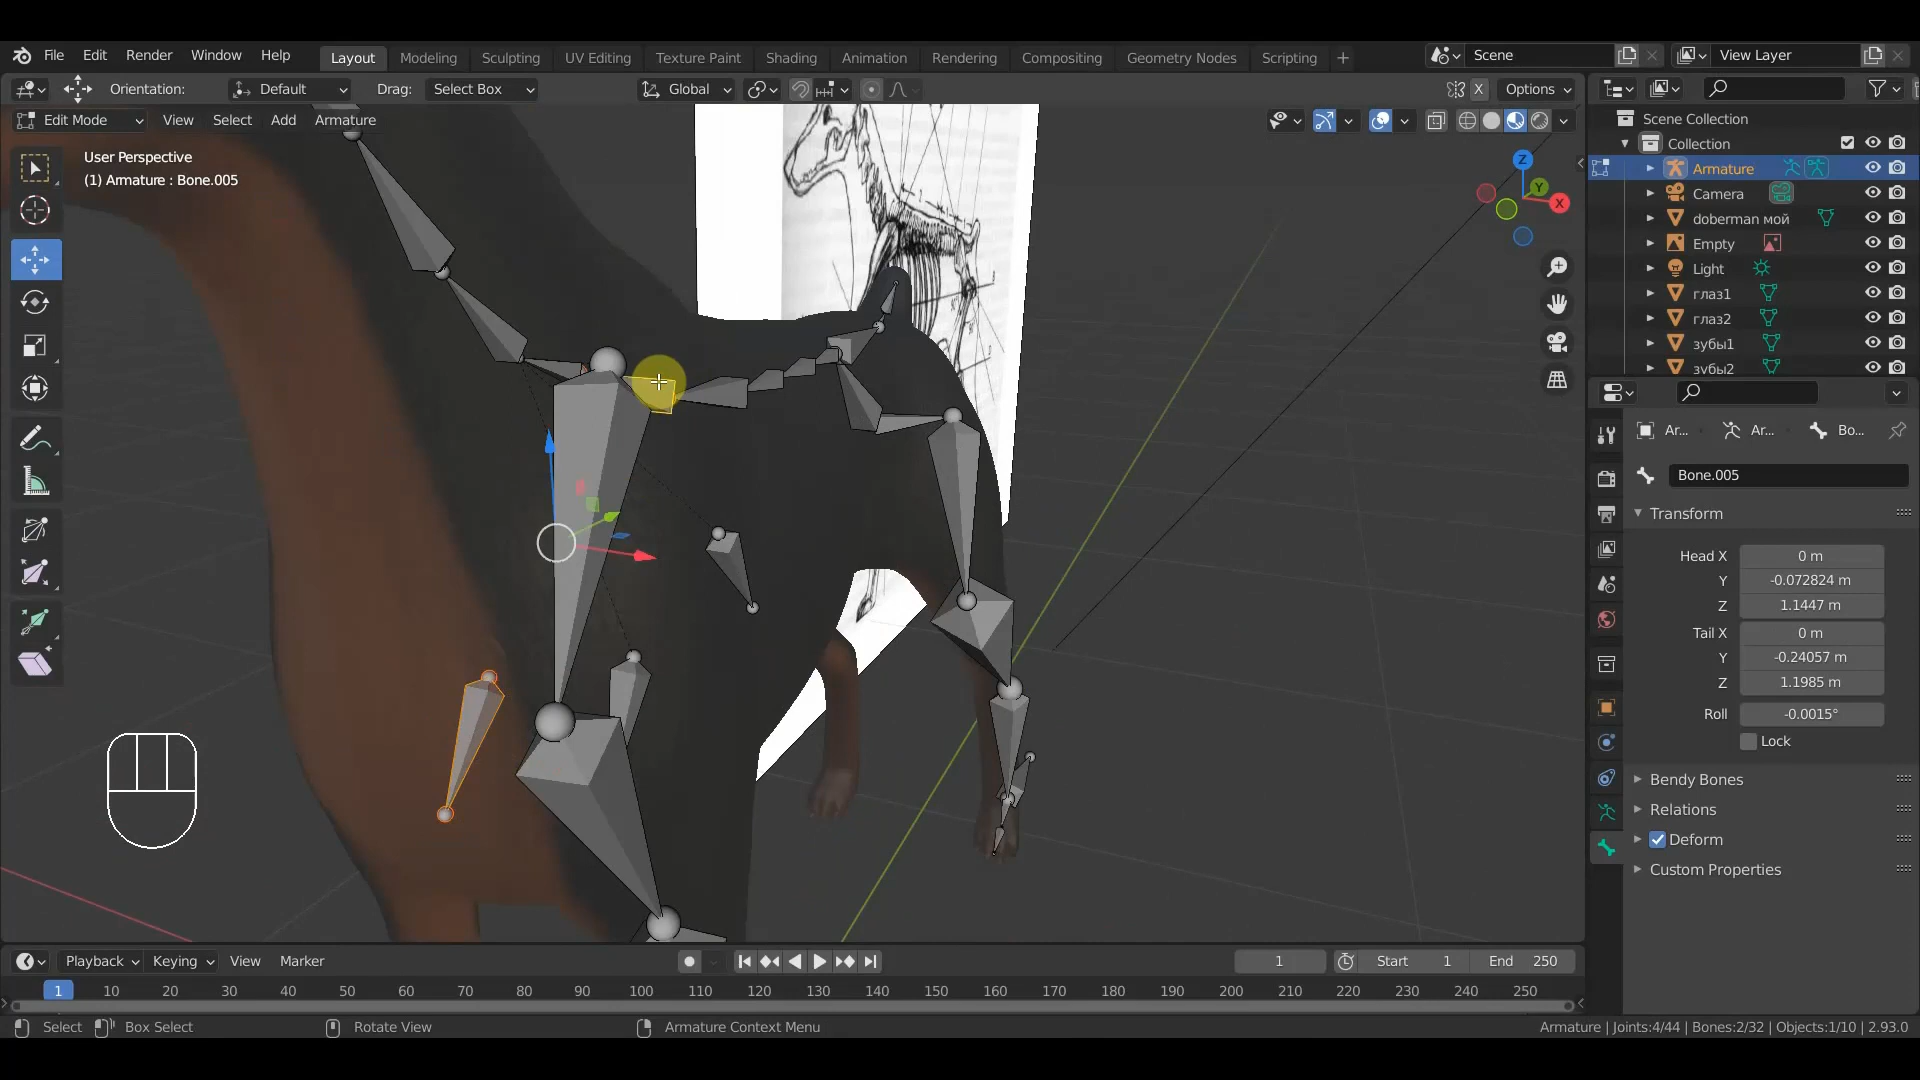 File Edit Render Window Help Layout Modeling Sculpting UV Editing Texture Paint Shading Animation Rendering Compositing Geometry Nodes Scripting + Scene View Layer
Orientation: Default Drag: Select Box Global X Options
Edit Mode View Select Add Armature
User Perspective
(1) Armature : Bone.005
Z
Y
X
Scene Collection
Collection
Armature
Camera
doberman мой
Empty
Light
глаз1
глаз2
зубы1
зубы2
Ar... Ar... Bo...
Bone.005
Transform
Head X 0 m
Y -0.072824 m
Z 1.1447 m
Tail X 0 m
Y -0.24057 m
Z 1.1985 m
Roll -0.0015°
Lock
Bendy Bones
Relations
Deform
Custom Properties
Playback Keying View Marker 1 Start 1 End 250
1 10 20 30 40 50 60 70 80 90 100 110 120 130 140 150 160 170 180 190 200 210 220 230 240 250
Select Box Select Rotate View Armature Context Menu Armature | Joints:4/44 | Bones:2/32 | Objects:1/10 | 2.93.0